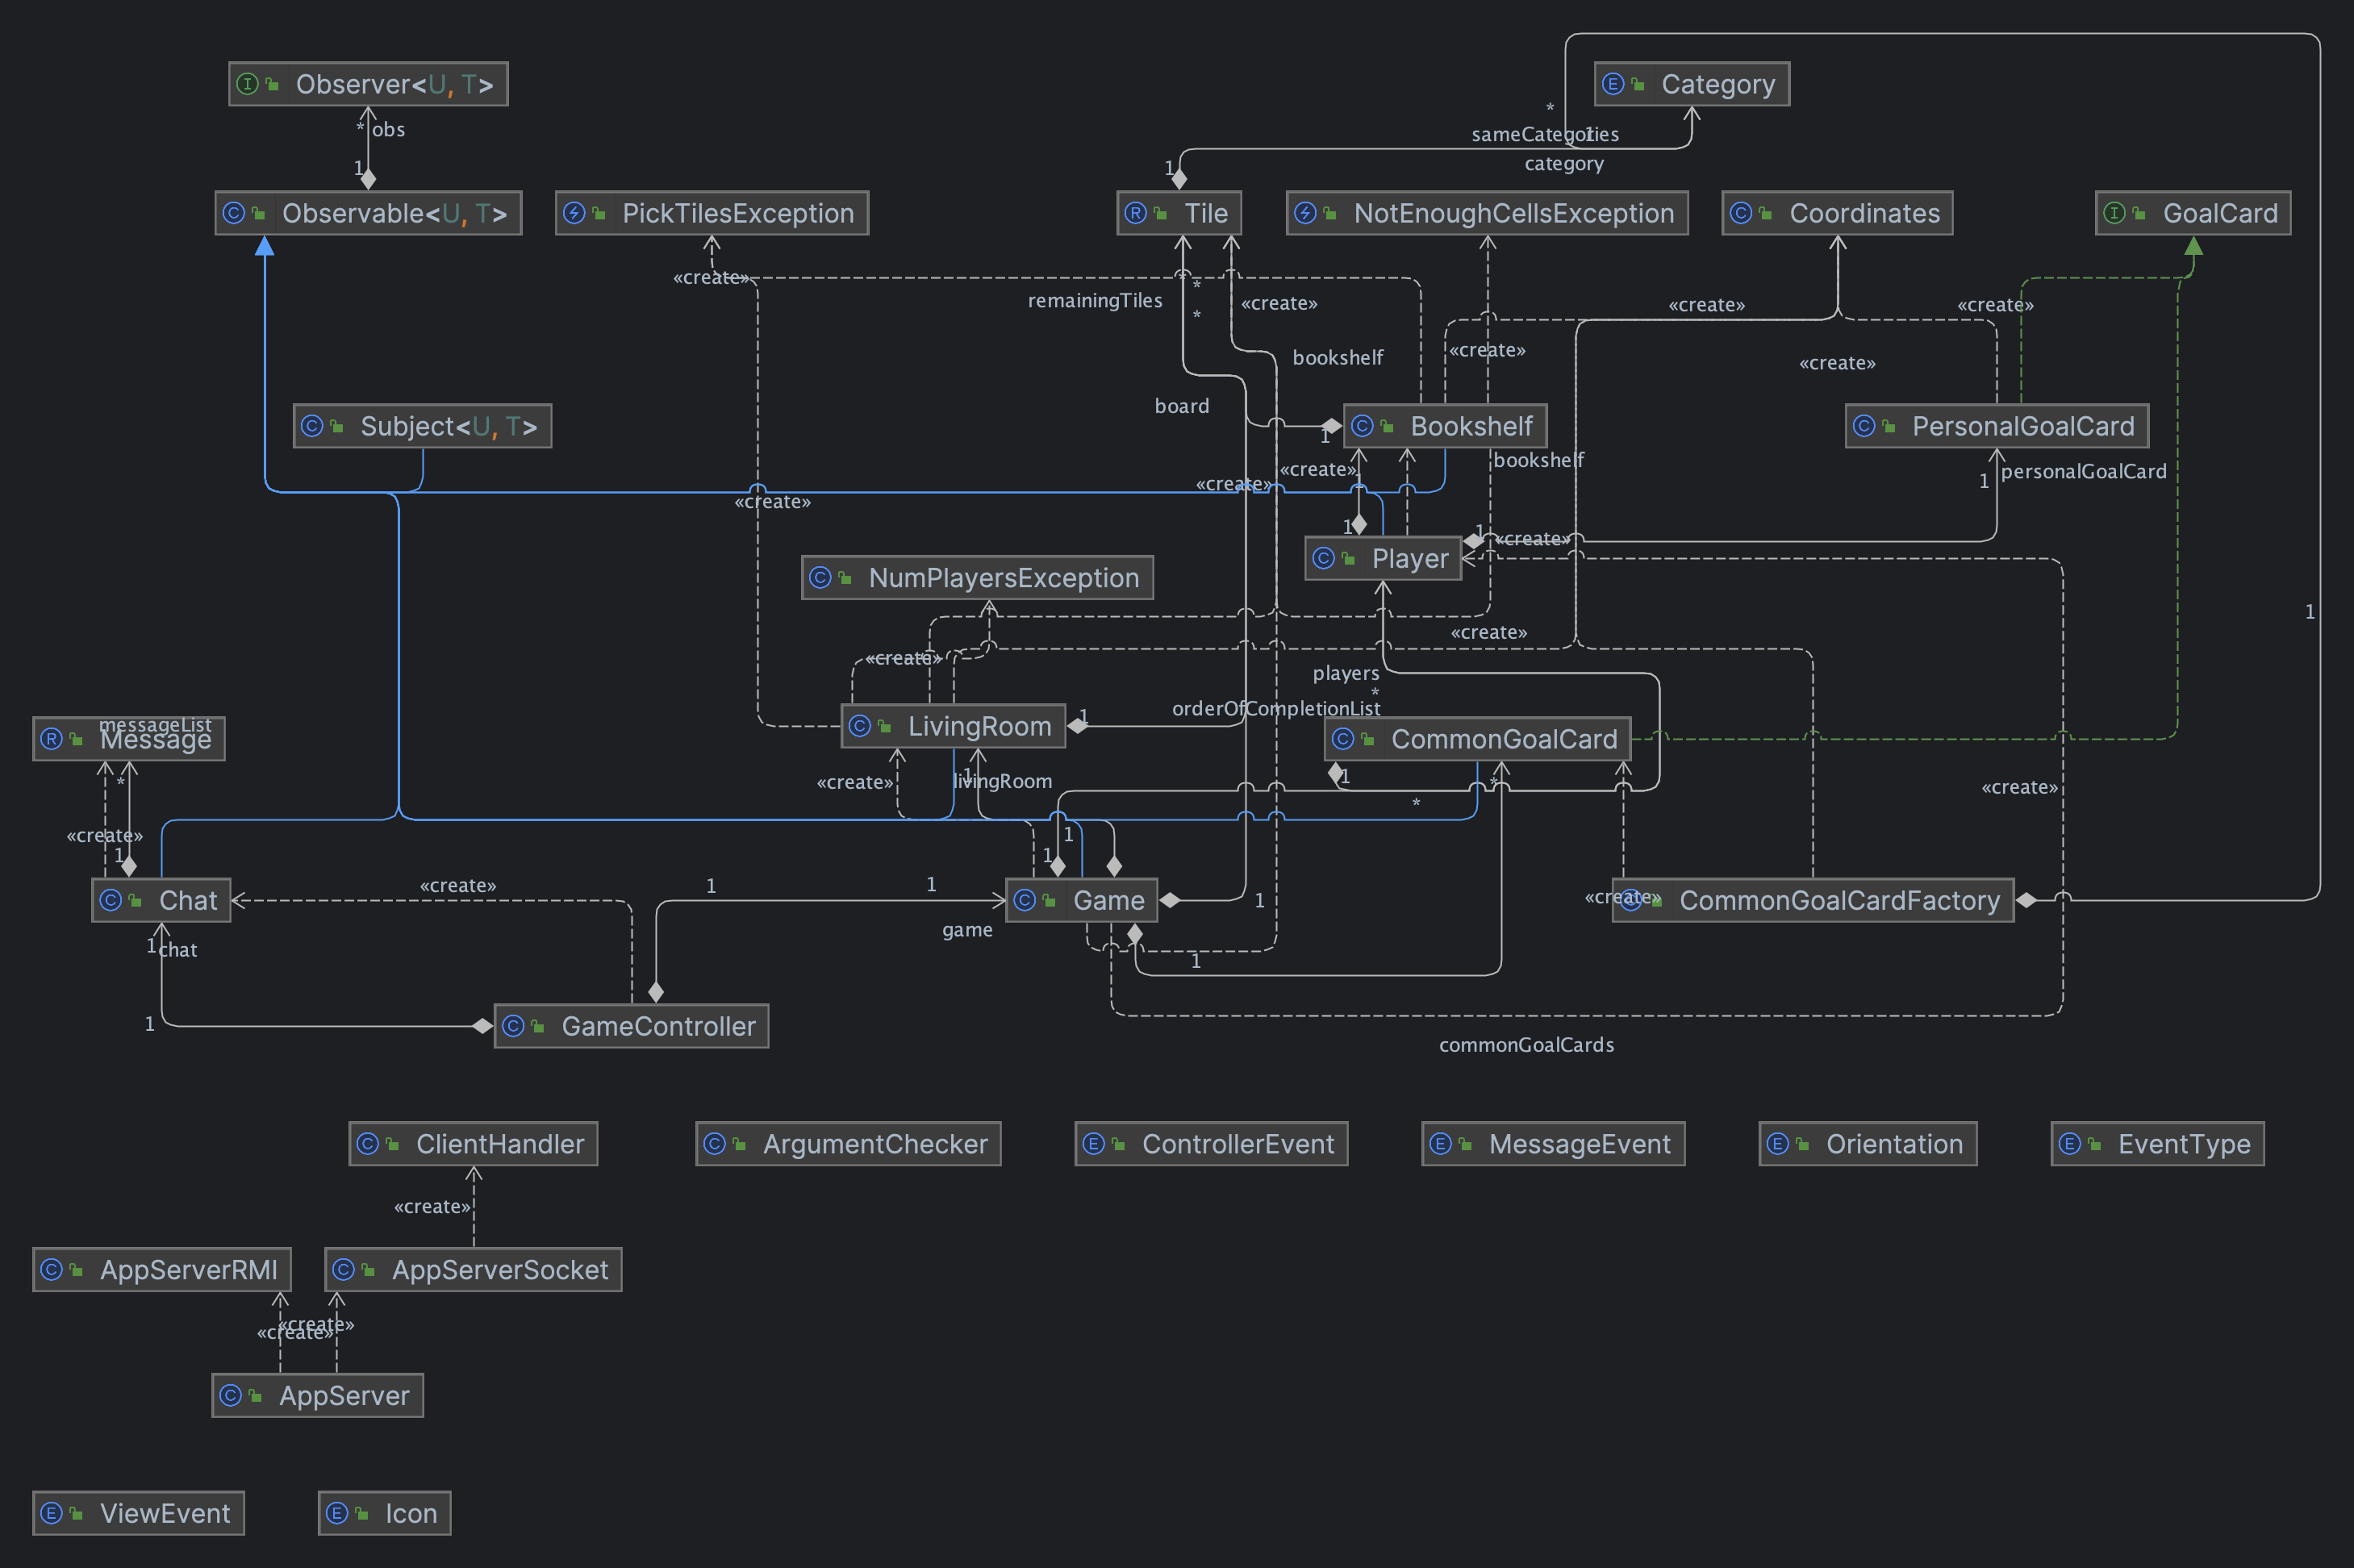 Observer<U, T>
E Category
* obs
*
sameCategories
1
1
1
category
Observable<U, T>
PickTilesException
R Tile
NotEnoughCellsException
C Coordinates
I GoalCard
«create»
*
remainingTiles
«create»
«create»
«create»
*
«create»
bookshelf
«create»
board
C Subject<U, T>
1
C Bookshelf
C PersonalGoalCard
«create»
bookshelf
1
personalGoalCard
«create»
1
«create»
1
1
«create»
C Player
C NumPlayersException
1
«create»
«create»
players
*
orderOfCompletionList
messageList
R Message
C LivingRoom
1
C CommonGoalCard
*
«create»
1
livingRoom
1
*
«create»
*
«create»
1
1
1
«create»
1
1
C Chat
C Game
1
«create»
C CommonGoalCardFactory
game
1
chat
1
1
C GameController
commonGoalCards
C ClientHandler
C ArgumentChecker
E ControllerEvent
E MessageEvent
E Orientation
E EventType
«create»
C AppServerRMI
C AppServerSocket
«create»
«create»
C AppServer
E ViewEvent
E Icon